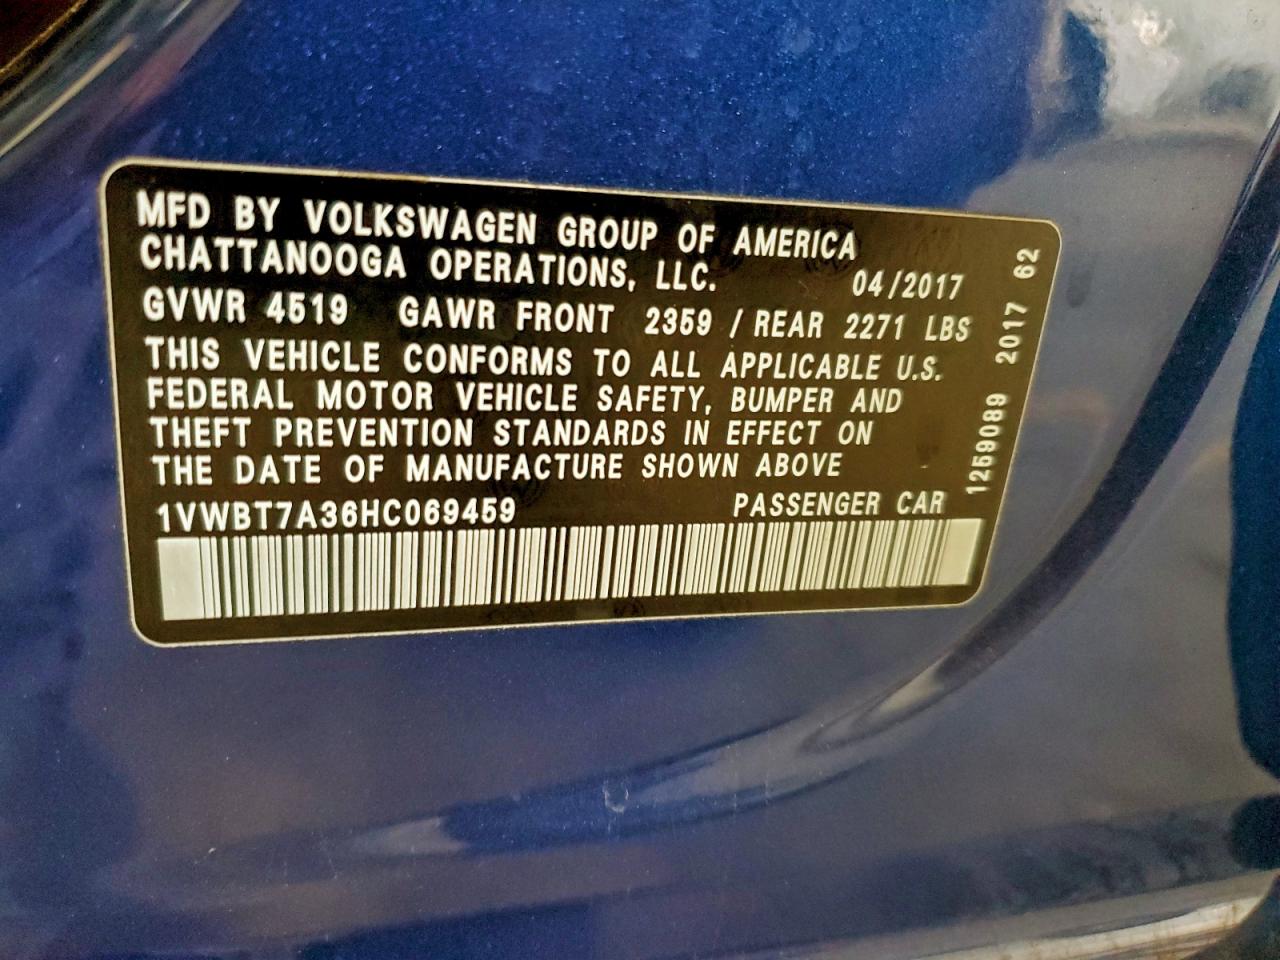 MFD BY VOLKSWAGEN GROUP OF AMERICA
CHATTANOOGA OPERATIONS, LLC. 04/2017
GVWR 4519 GAWR FRONT 2359 / REAR 2271 LBS
THIS VEHICLE CONFORMS TO ALL APPLICABLE U.S.
FEDERAL MOTOR VEHICLE SAFETY, BUMPER AND
THEFT PREVENTION STANDARDS IN EFFECT ON
THE DATE OF MANUFACTURE SHOWN ABOVE
1VWBT7A36HC069459 PASSENGER CAR
1259089 2017 62